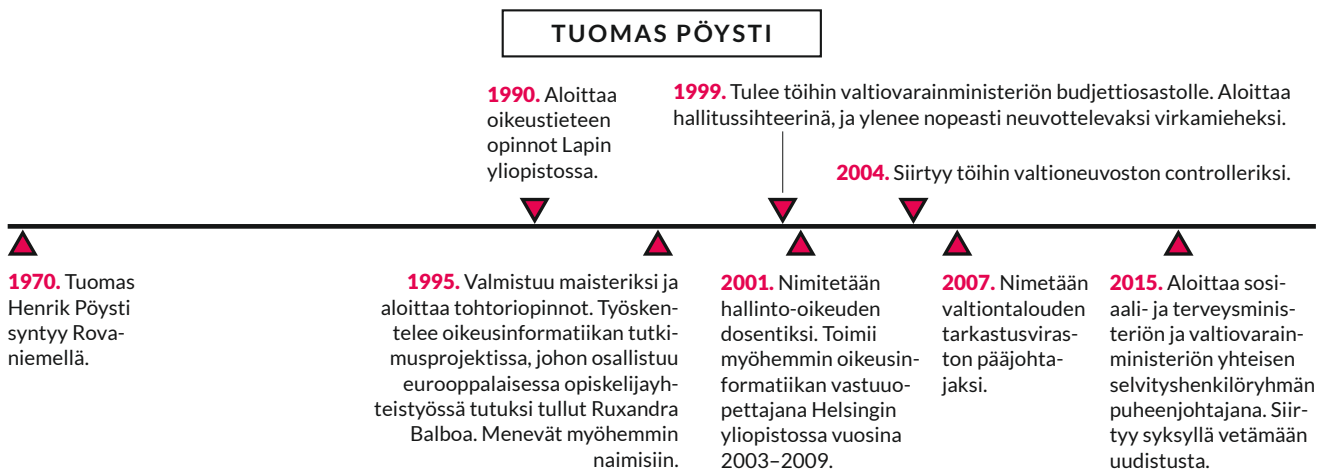 TUOMAS PÖYSTI
1990. Aloittaa
oikeustieteen
opinnot Lapin
yliopistossa.
1999. Tulee töihin valtiovarainministeriön budjettiosastolle. Aloittaa
hallitussihteerinä, ja ylenee nopeasti neuvottelevaksi virkamieheksi.
2004. Siirtyy töihin valtioneuvoston controlleriksi.
1970. Tuomas
Henrik Pöysti
syntyy Rova-
niemellä.
1995. Valmistuu maisteriksi ja
aloittaa tohtoriopinnot. Työsken-
telee oikeusinformatiikan tutki-
musprojektissa, johon osallistuu
eurooppalaisessa opiskelijayh-
teistyössä tutuksi tullut Ruxandra
Balboa. Menevät myöhemmin
naimisiin.
2001. Nimitetään
hallinto-oikeuden
dosentiksi. Toimii
myöhemmin oikeusin-
formatiikan vastuuo-
pettajana Helsingin
yliopistossa vuosina
2003–2009.
2007. Nimetään
valtiontalouden
tarkastusviras-
ton pääjohta-
jaksi.
2015. Aloittaa sosi-
aali- ja terveysminis-
teriön ja valtiovarain-
ministeriön yhteisen
selvityshenkilöryhmän
puheenjohtajana. Siir-
tyy syksyllä vetämään
uudistusta.